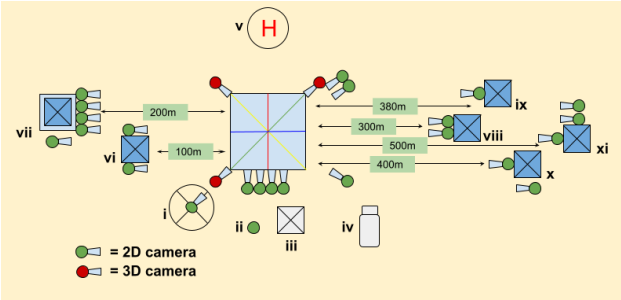 v H
200m
380m
ix
300m
vii
viii
500m
xi
vi
100m
400m
x
i
ii
iii
iv
= 2D camera
= 3D camera